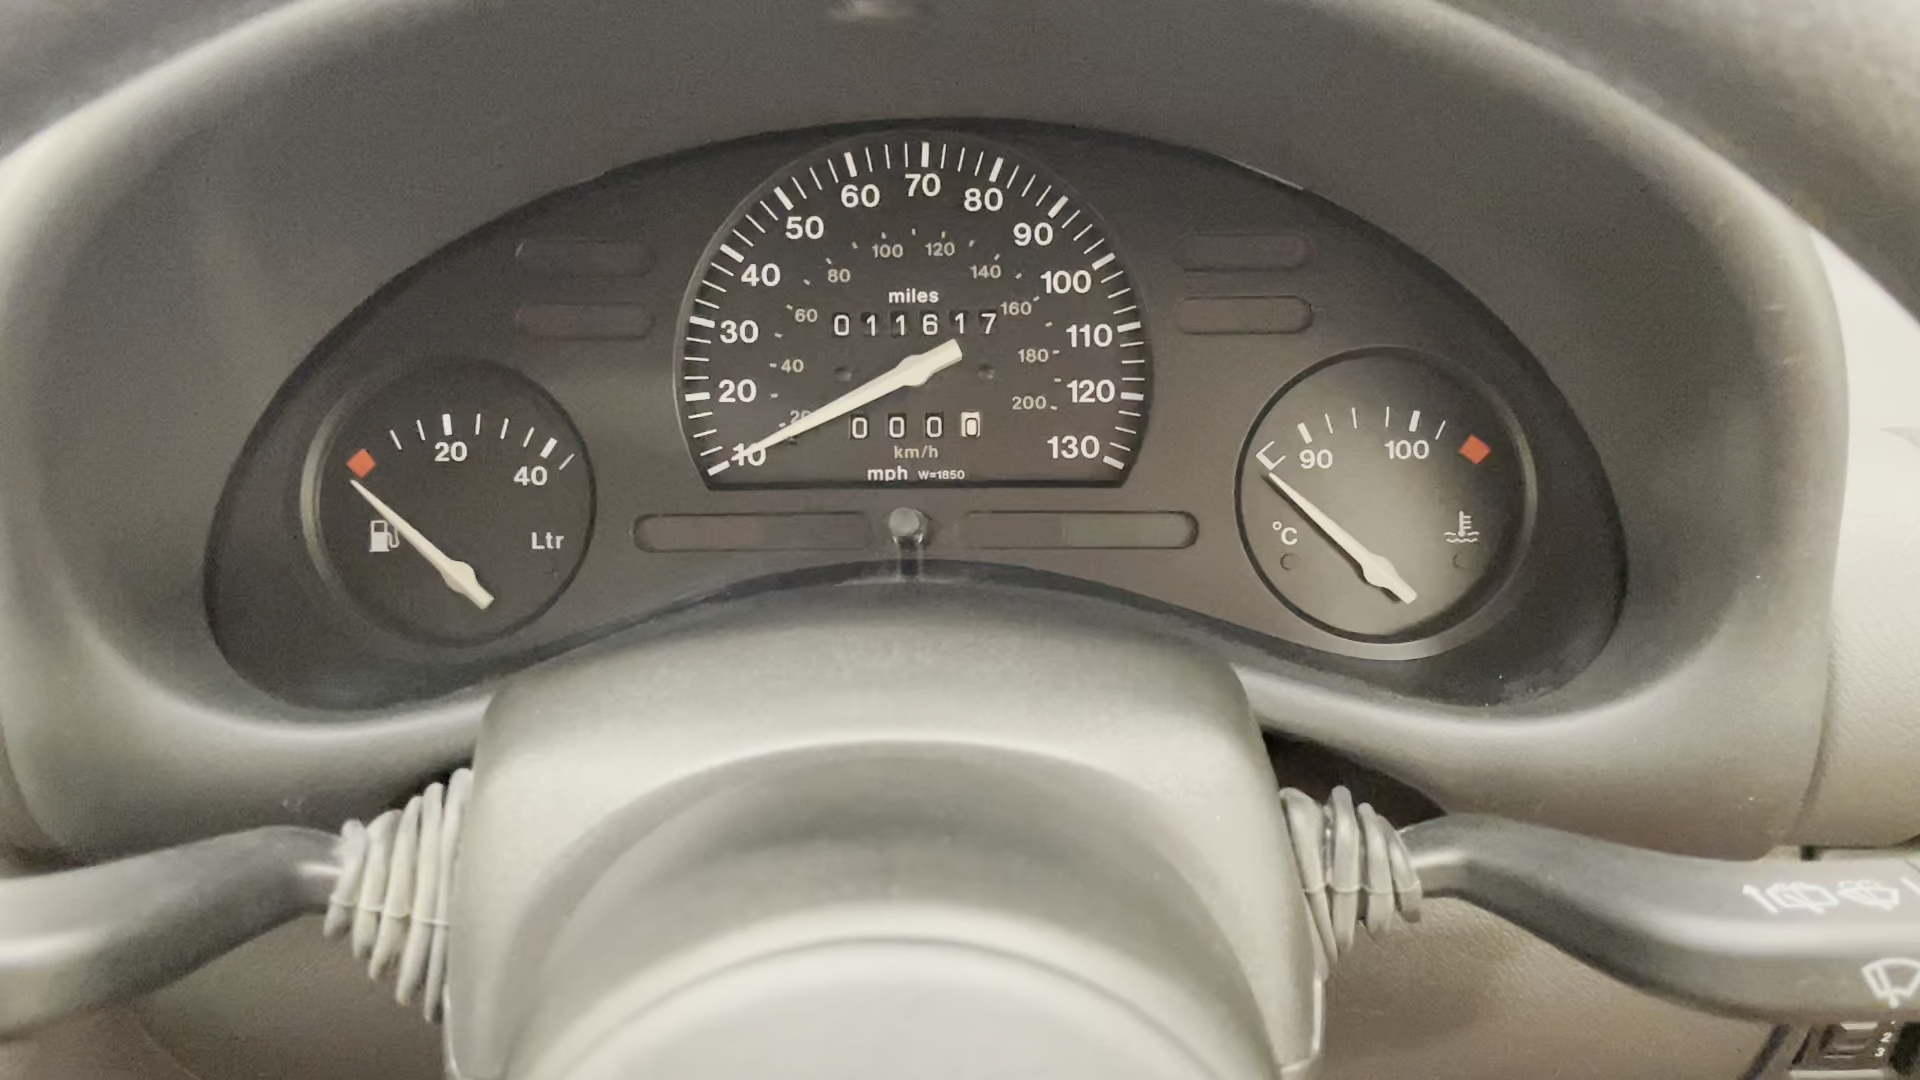 10 20 30 40 50 60 70 80 90 100 110 120 130
20 40 60 80 100 120 140 160 180 200
miles
011617
0000
km/h
mph W=1850
20 40
Ltr
90 100
°C